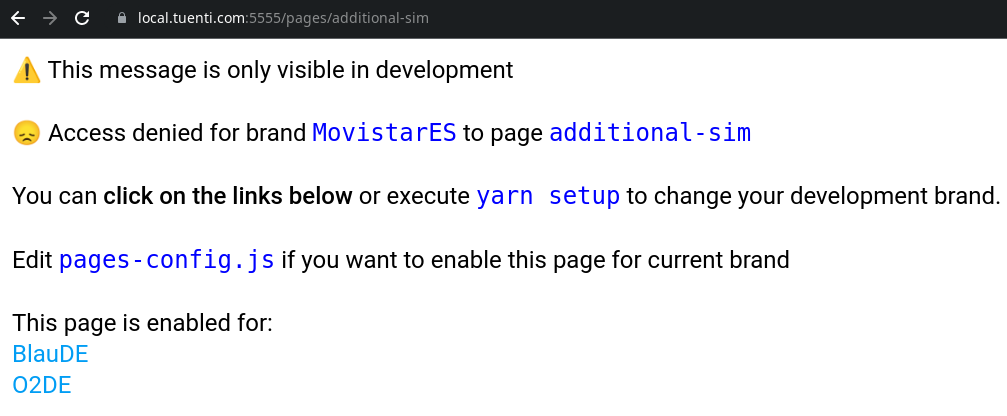 local.tuenti.com:5555/pages/additional-sim
⚠️ This message is only visible in development
😞 Access denied for brand MovistarES to page additional-sim
You can click on the links below or execute yarn setup to change your development brand.
Edit pages-config.js if you want to enable this page for current brand
This page is enabled for:
BlauDE
O2DE